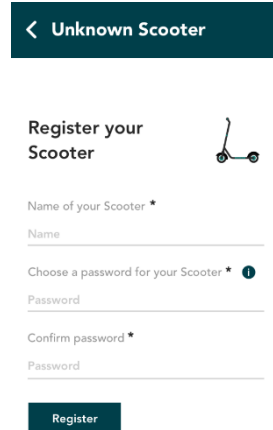 Unknown Scooter
Register your
Scooter
Name of your Scooter *
Name
Choose a password for your Scooter * i
Password
Confirm password *
Password
Register